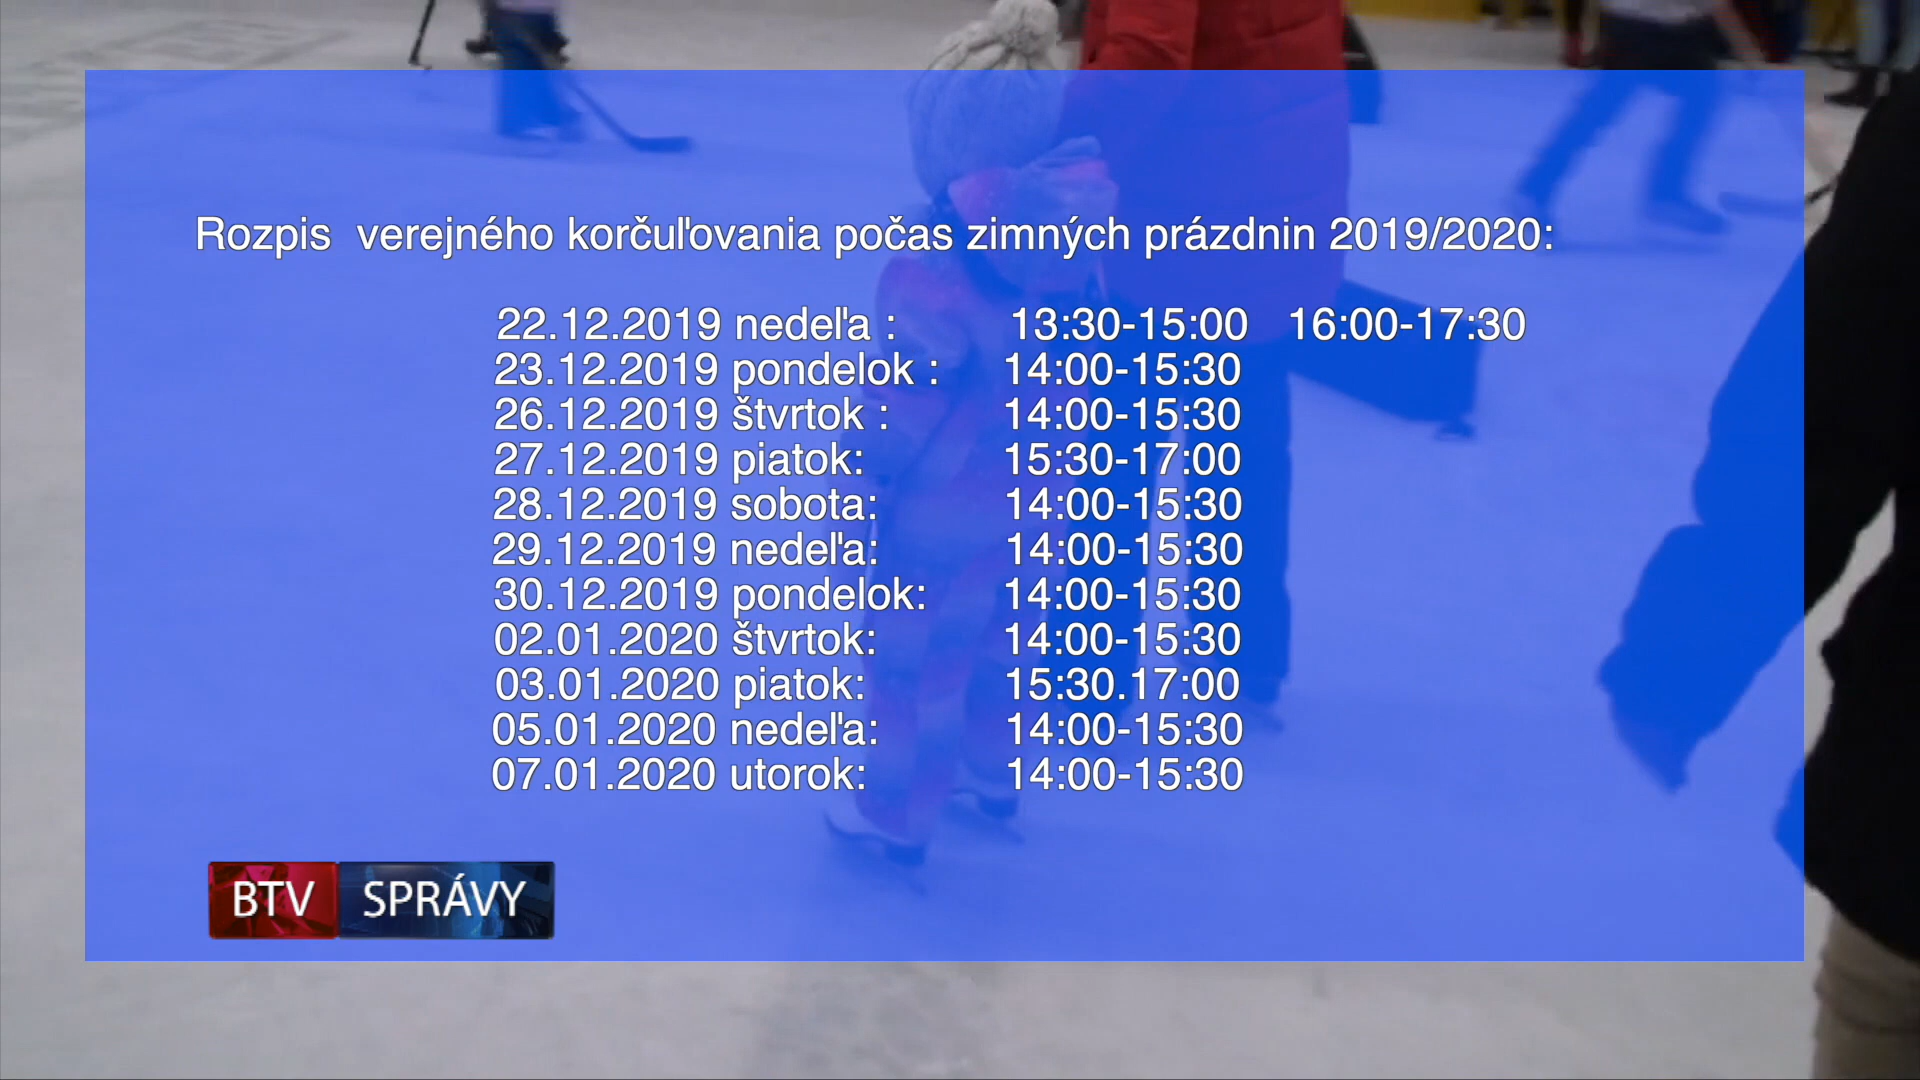 Rozpis verejného korčuľovania počas zimných prázdnin 2019/2020:
22.12.2019 nedeľa : 13:30-15:00 16:00-17:30
23.12.2019 pondelok : 14:00-15:30
26.12.2019 štvrtok : 14:00-15:30
27.12.2019 piatok: 15:30-17:00
28.12.2019 sobota: 14:00-15:30
29.12.2019 nedeľa: 14:00-15:30
30.12.2019 pondelok: 14:00-15:30
02.01.2020 štvrtok: 14:00-15:30
03.01.2020 piatok: 15:30.17:00
05.01.2020 nedeľa: 14:00-15:30
07.01.2020 utorok: 14:00-15:30
BTV SPRÁVY